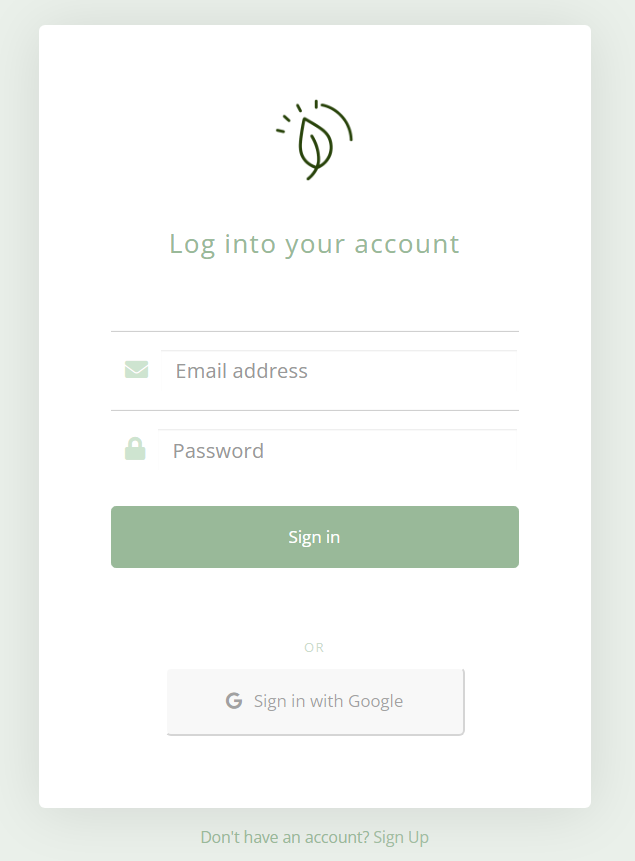 Log into your account
Email address
Password
Sign in
OR
Sign in with Google
Don't have an account? Sign Up